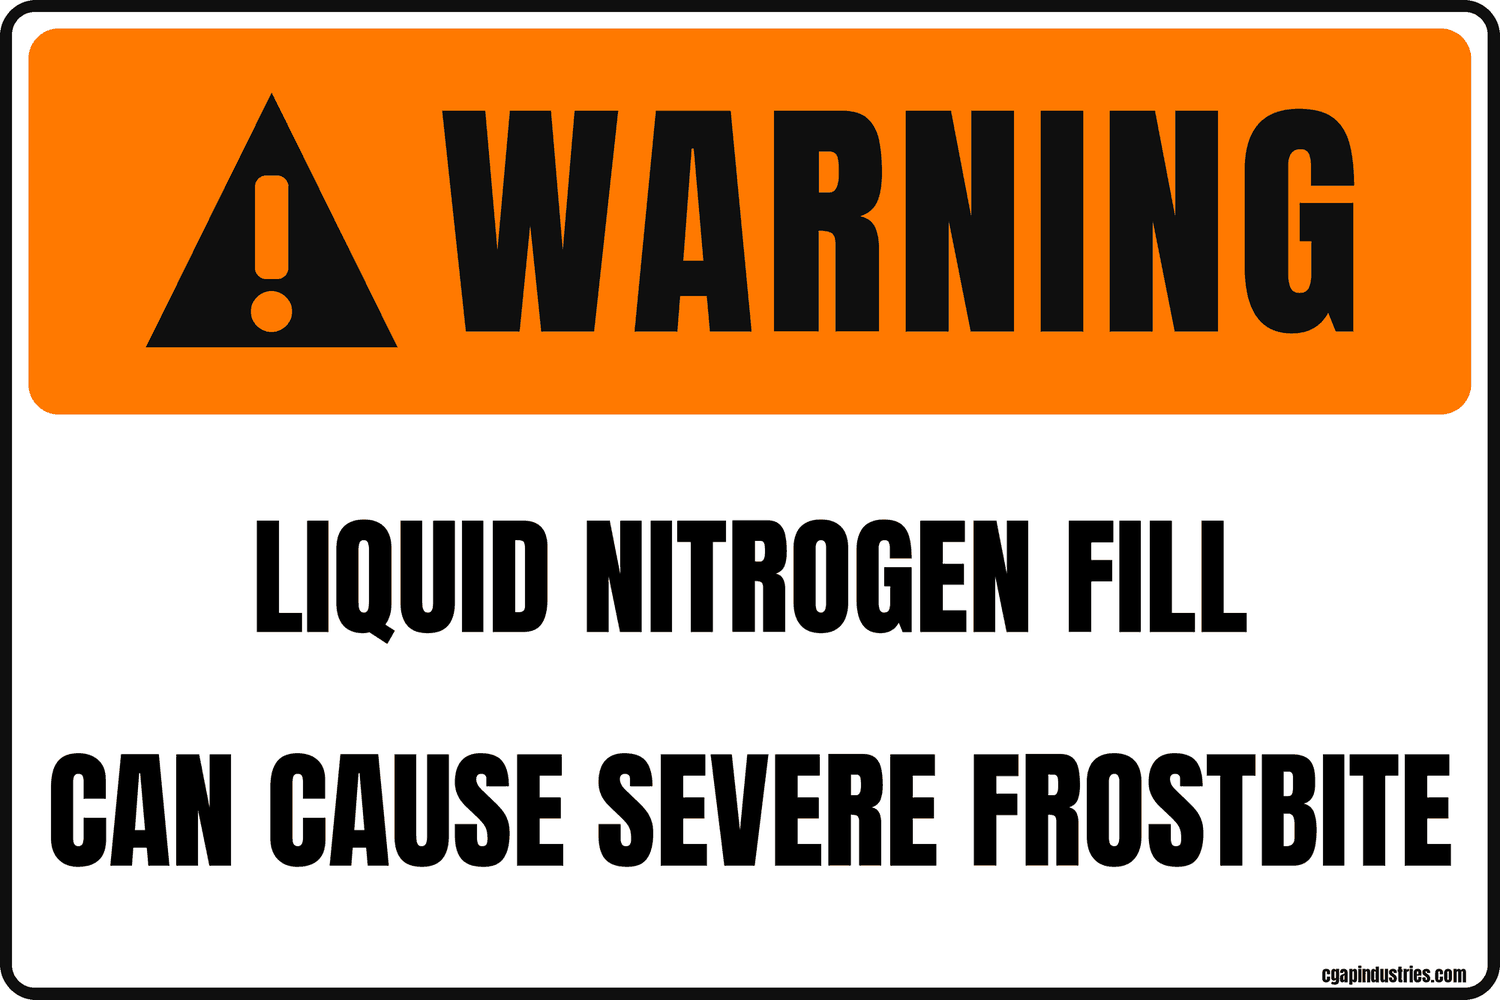 WARNING
LIQUID NITROGEN FILL
CAN CAUSE SEVERE FROSTBITE
cgapindustries.com